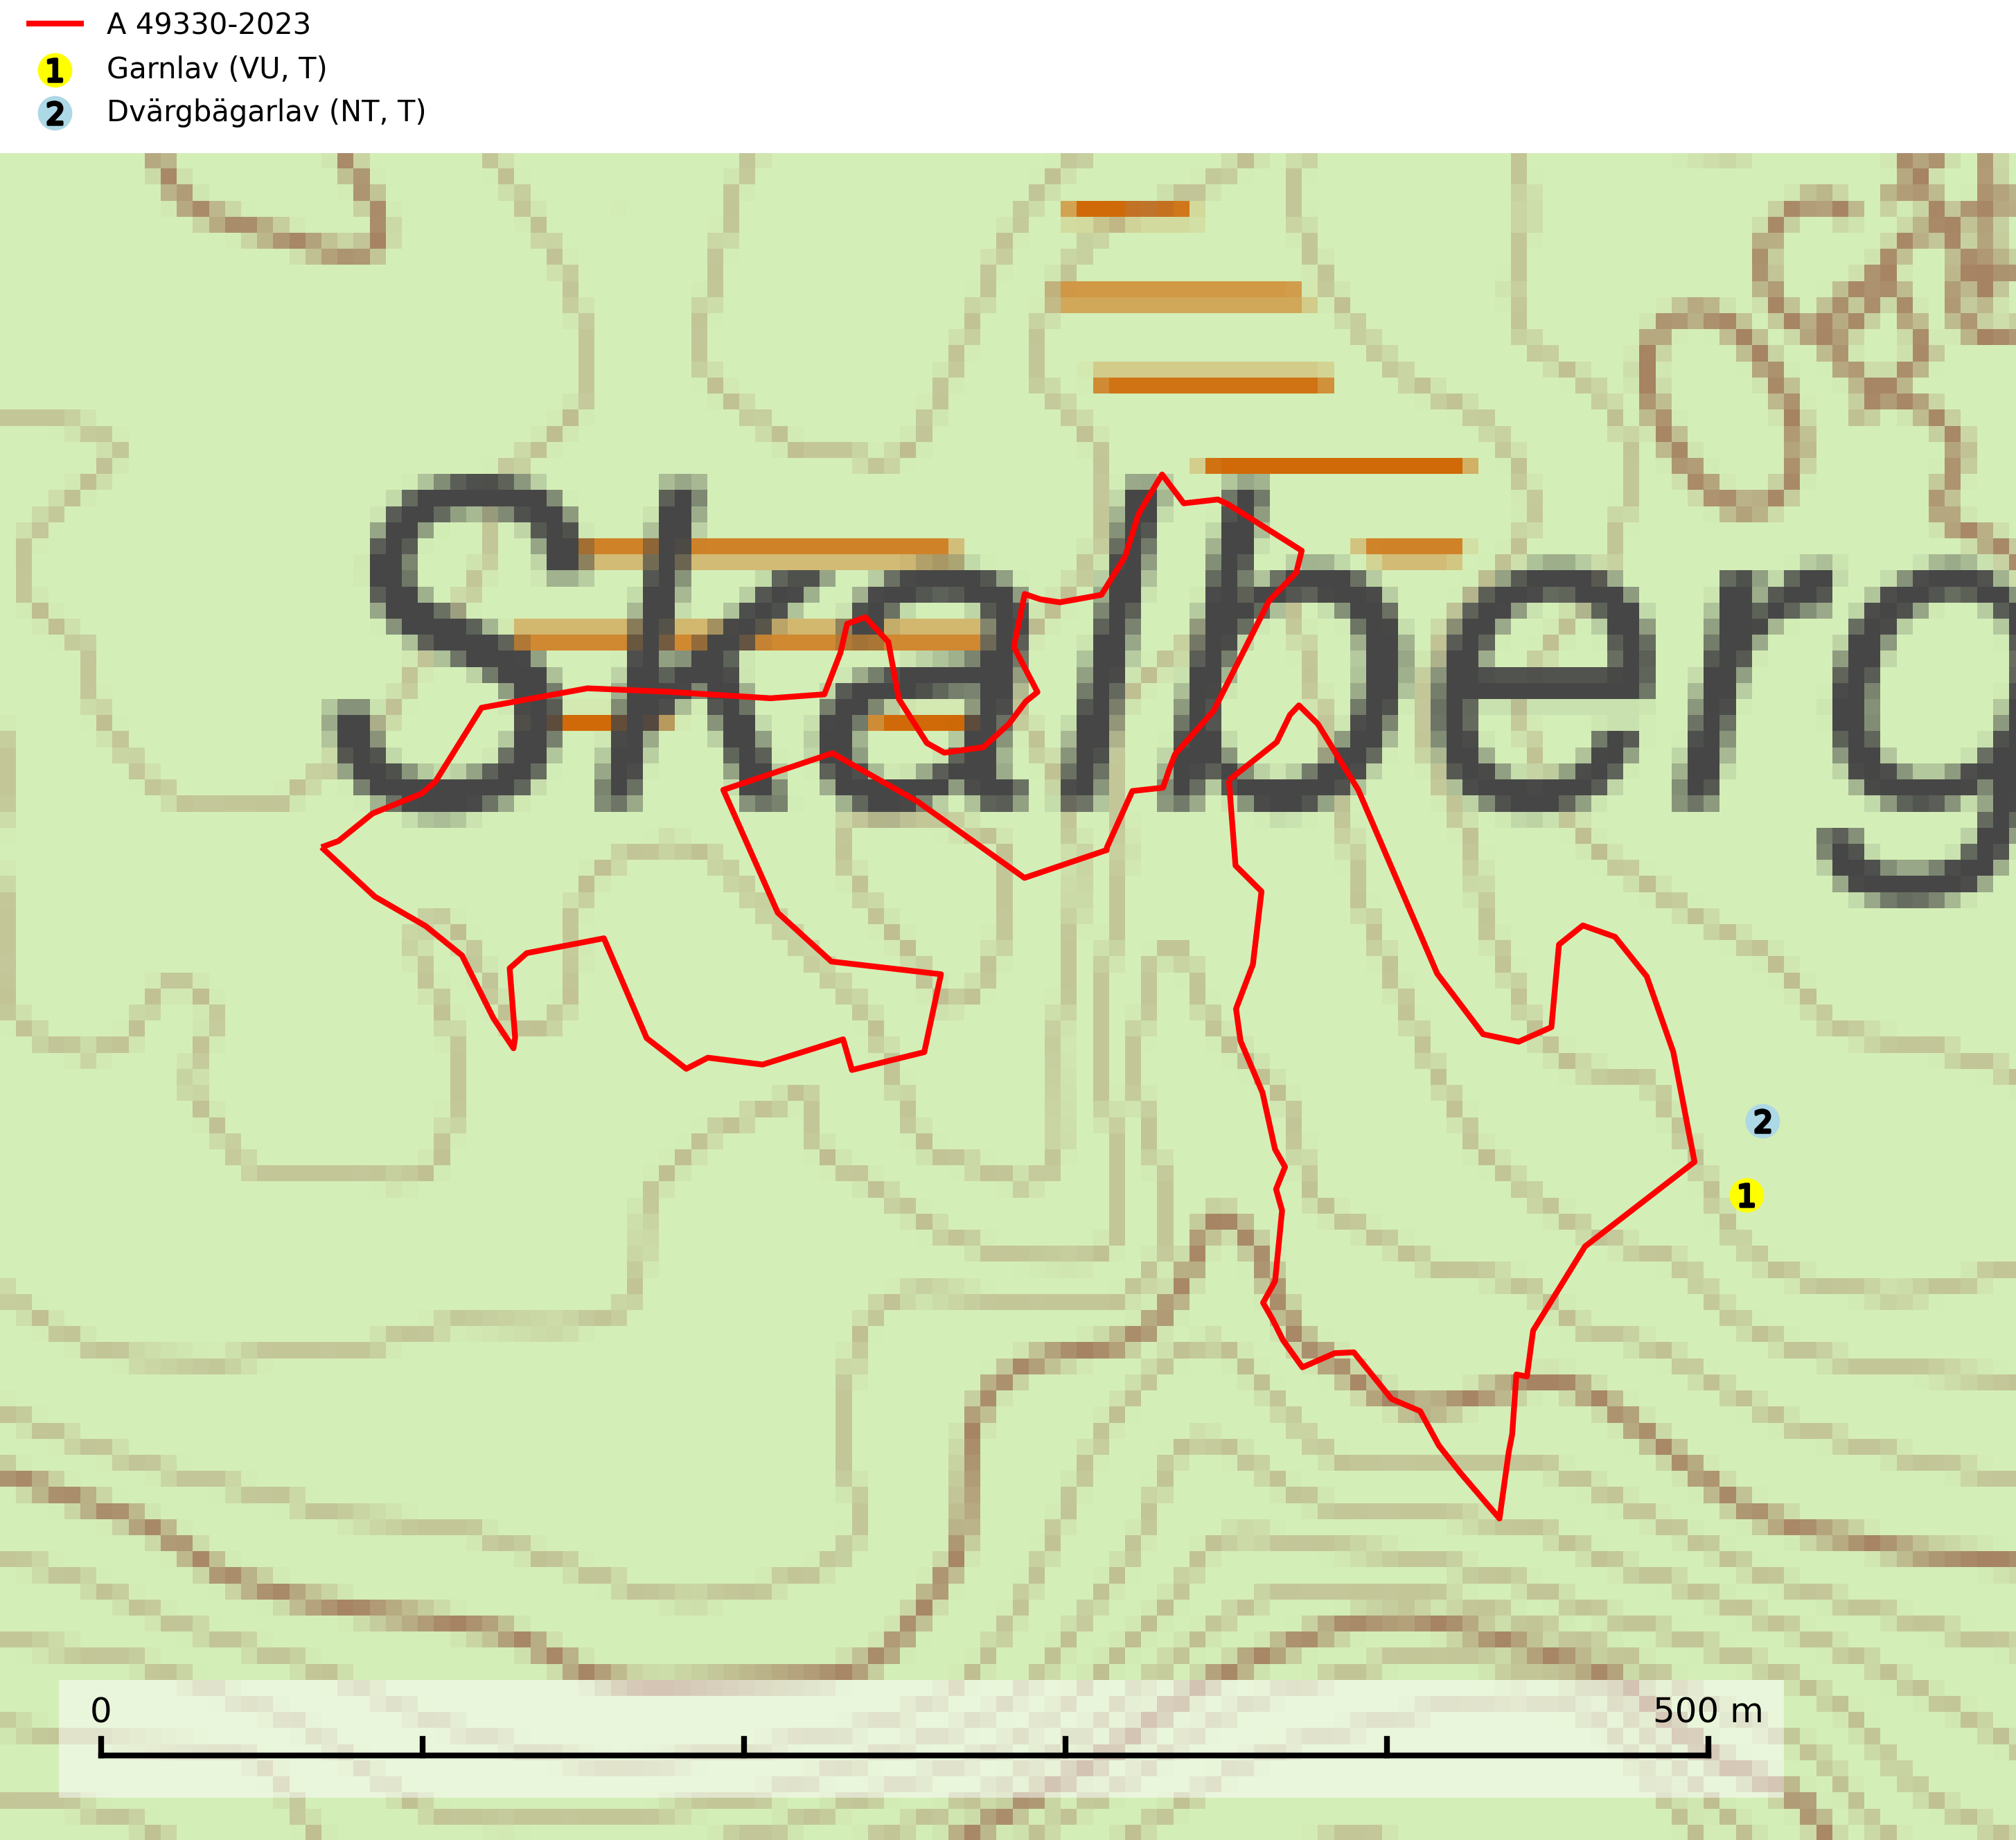 A 49330-2023
1 Garnlav (VU, T)
2 Dvärgbägarlav (NT, T)
Skalberg
2
1
0 500 m